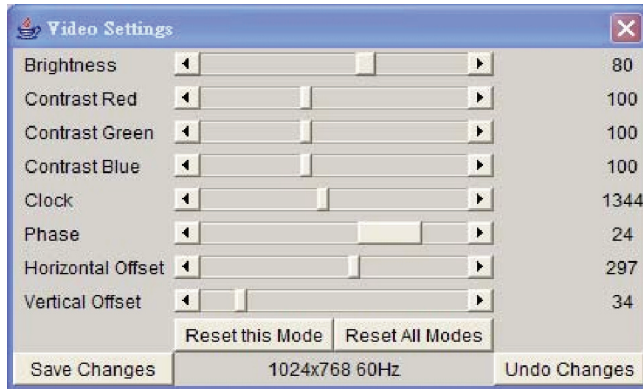 Video Settings
Brightness 80
Contrast Red 100
Contrast Green 100
Contrast Blue 100
Clock 1344
Phase 24
Horizontal Offset 297
Vertical Offset 34
Reset this Mode Reset All Modes
Save Changes 1024x768 60Hz Undo Changes